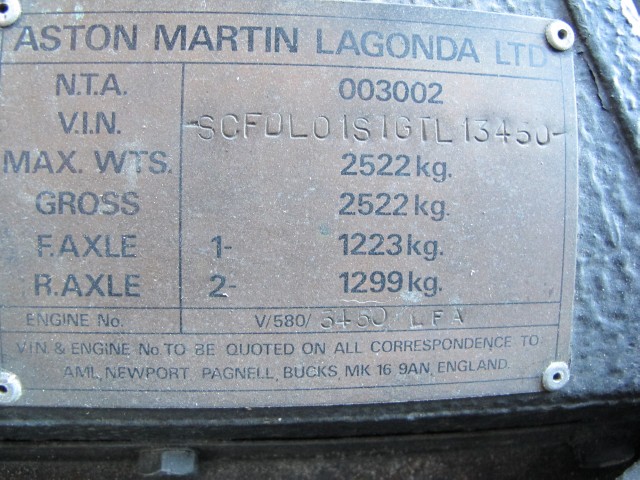 ASTON MARTIN LAGONDA LTD
N.T.A. 003002
V.I.N. -SCFDL01S1GTL13450-
MAX. WTS. 2522kg.
GROSS 2522kg.
F.AXLE 1- 1223kg.
R.AXLE 2- 1299kg.
ENGINE No. V/580/ 3450 LFA
V.I.N. & ENGINE No TO BE QUOTED ON ALL CORRESPONDENCE TO
AML, NEWPORT PAGNELL, BUCKS, MK 16 9AN, ENGLAND